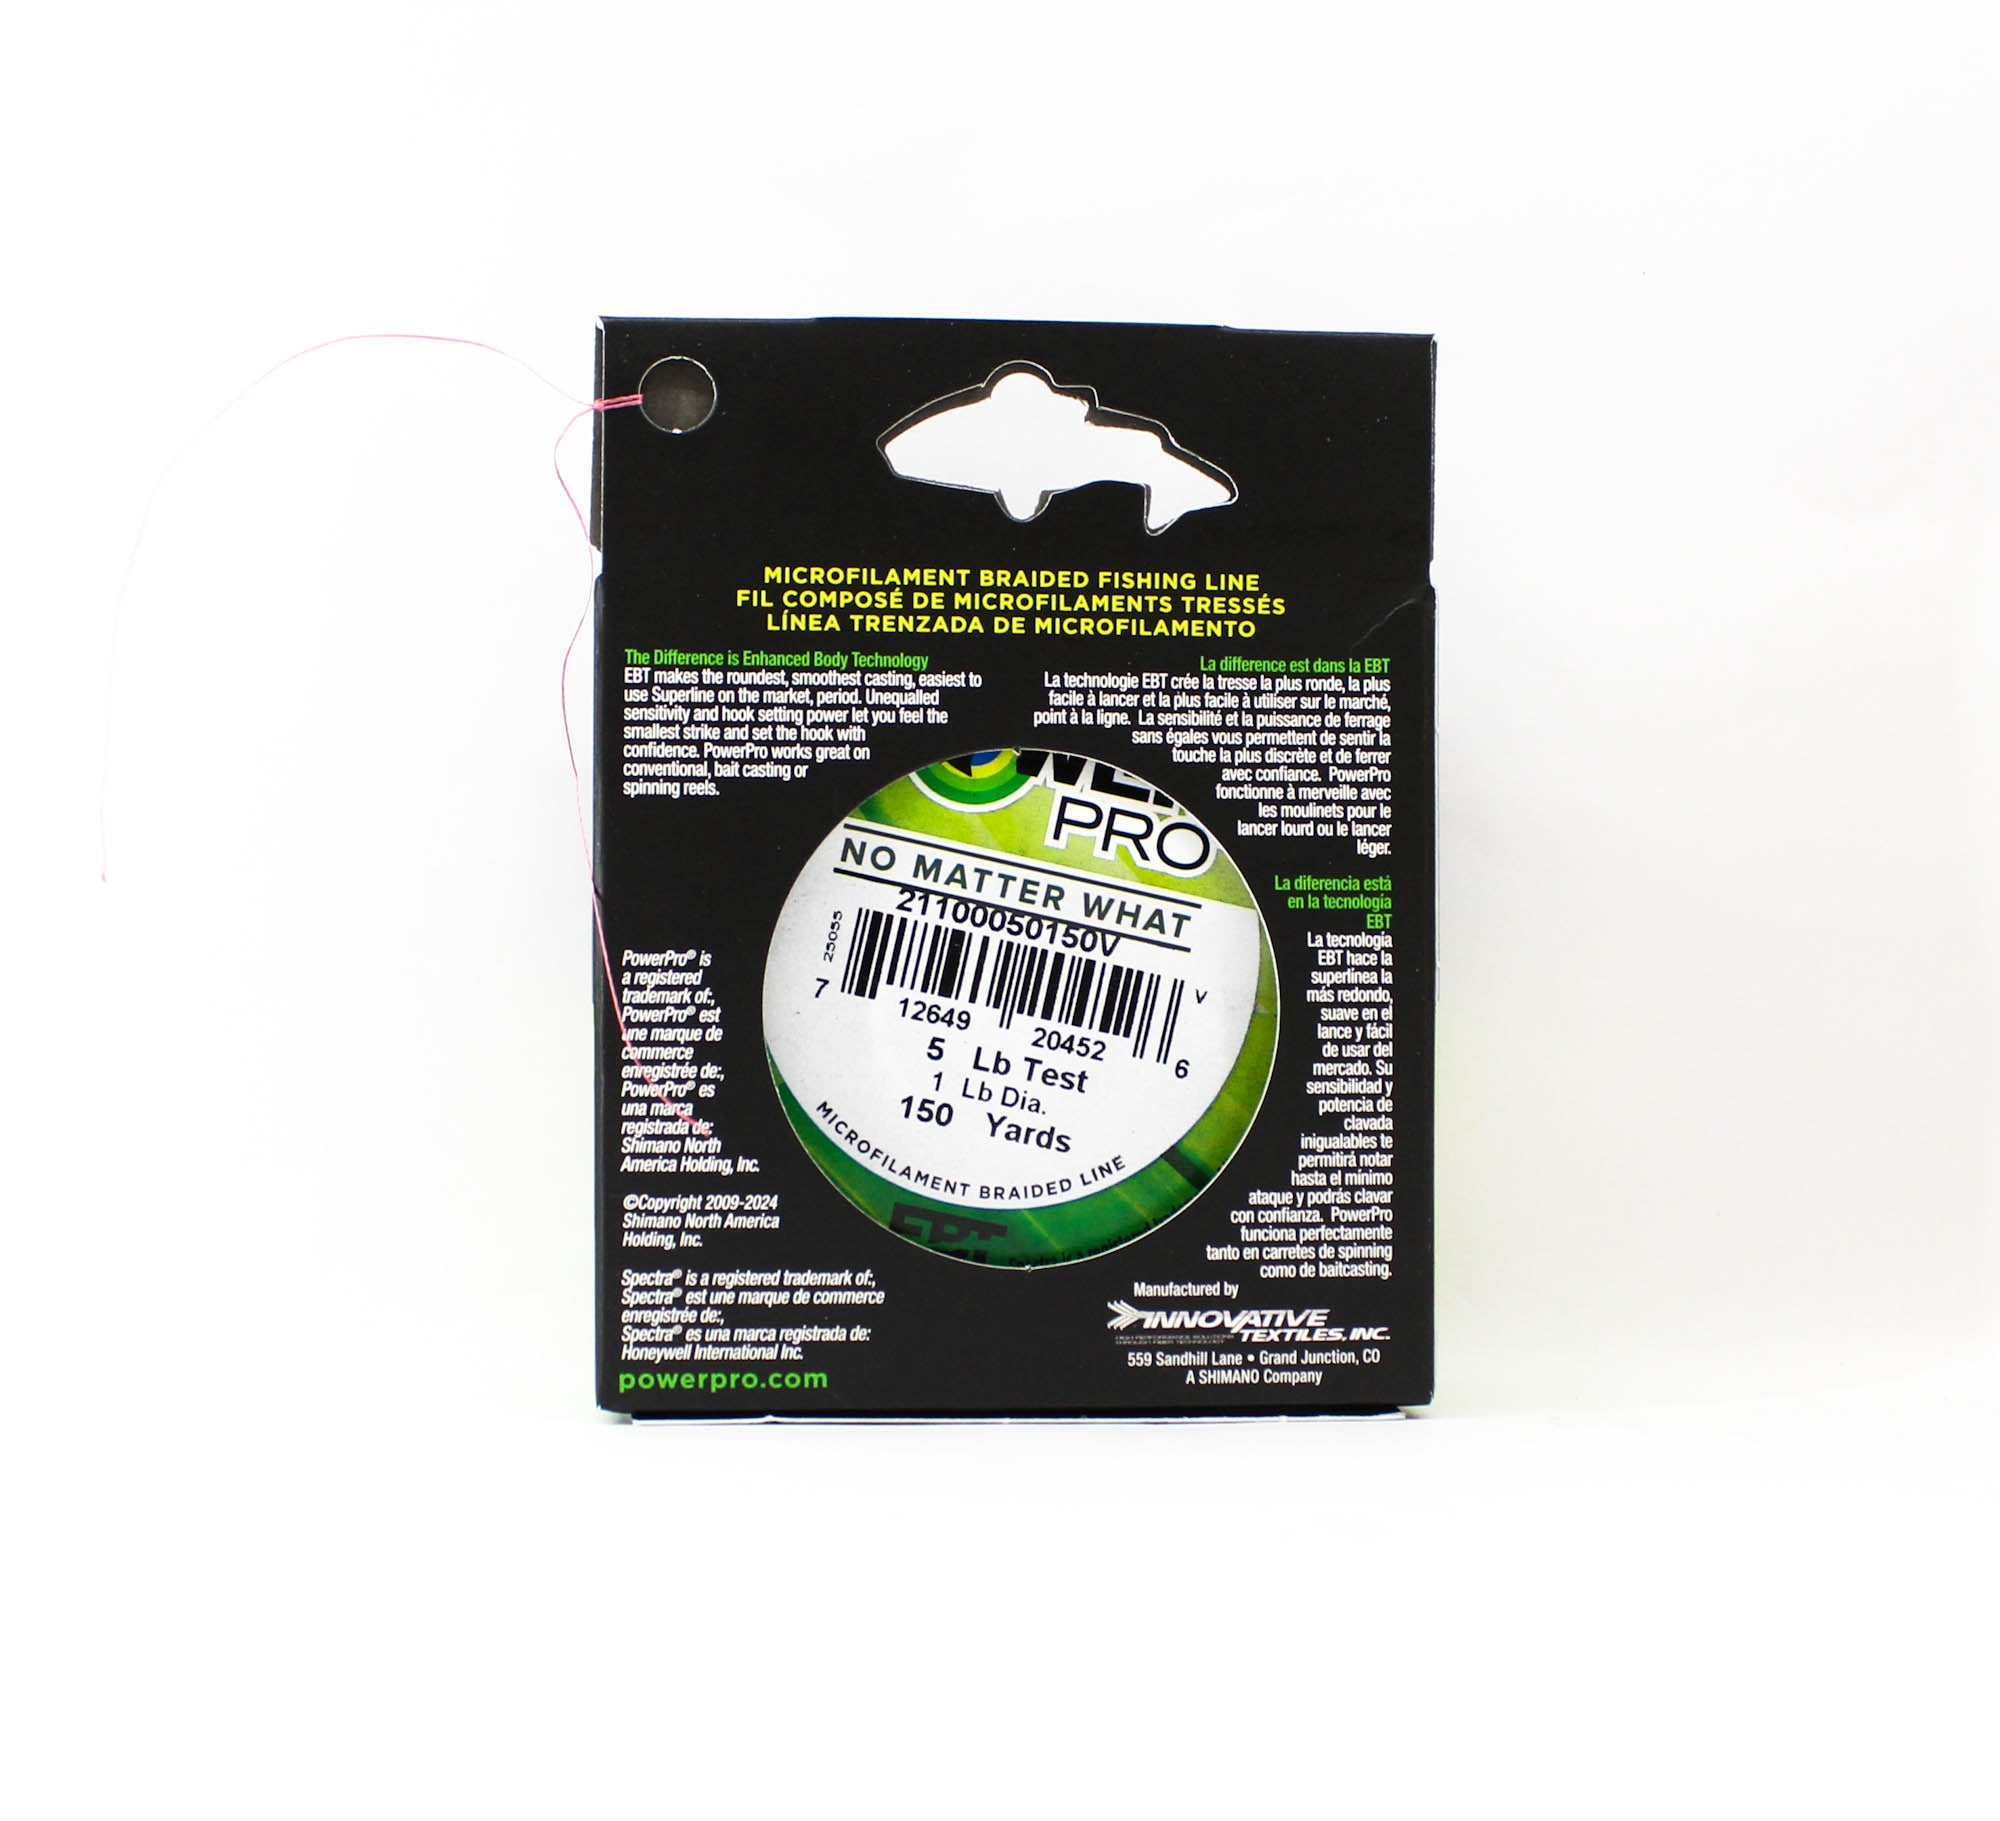 MICROFILAMENT BRAIDED FISHING LINE
FIL COMPOSÉ DE MICROFILAMENTS TRESSÉS
LÍNEA TRENZADA DE MICROFILAMENTO
The Difference is Enhanced Body Technology
EBT makes the roundest, smoothest casting, easiest to
use Superline on the market, period. Unequalled
sensitivity and hook setting power let you feel the
smallest strike and set the hook with
confidence. PowerPro works great on
conventional, bait casting or
spinning reels.
La difference est dans la EBT
La technologie EBT crée la tresse la plus ronde, la plus
facile à lancer et la plus facile à utiliser sur le marché,
point à la ligne. La sensibilité et la puissance de ferrage
sans égales vous permettent de sentir la
touche la plus discrète et de ferrer
avec confiance. PowerPro
fonctionne à merveille avec
les moulinets pour le
lancer lourd ou le lancer
léger.
La diferencia está
en la tecnología
EBT
La tecnología
EBT hace la
superlínea la
más redondo,
suave en el
lance y fácil
de usar del
mercado. Su
sensibilidad y
potencia de
clavada
inigualables te
permitirá notar
hasta el mínimo
ataque y podrás clavar
con confianza. PowerPro
funciona perfectamente
tanto en carretes de spinning
como de baitcasting.
PRO
NO MATTER WHAT
21100050150V
25055
V
7 12649 20452 6
5 Lb Test
1 Lb Dia.
150 Yards
MICROFILAMENT BRAIDED LINE
EBT
PowerPro® is
a registered
trademark of:,
PowerPro® est
une marque de
commerce
enregistrée de:,
PowerPro® es
una marca
registrada de:
Shimano North
America Holding, Inc.
©Copyright 2009-2024
Shimano North America
Holding, Inc.
Spectra® is a registered trademark of:,
Spectra® est une marque de commerce
enregistrée de:,
Spectra® es una marca registrada de:
Honeywell International Inc.
powerpro.com
Manufactured by
INNOVATIVE
TEXTILES, INC.
559 Sandhill Lane • Grand Junction, CO
A SHIMANO Company